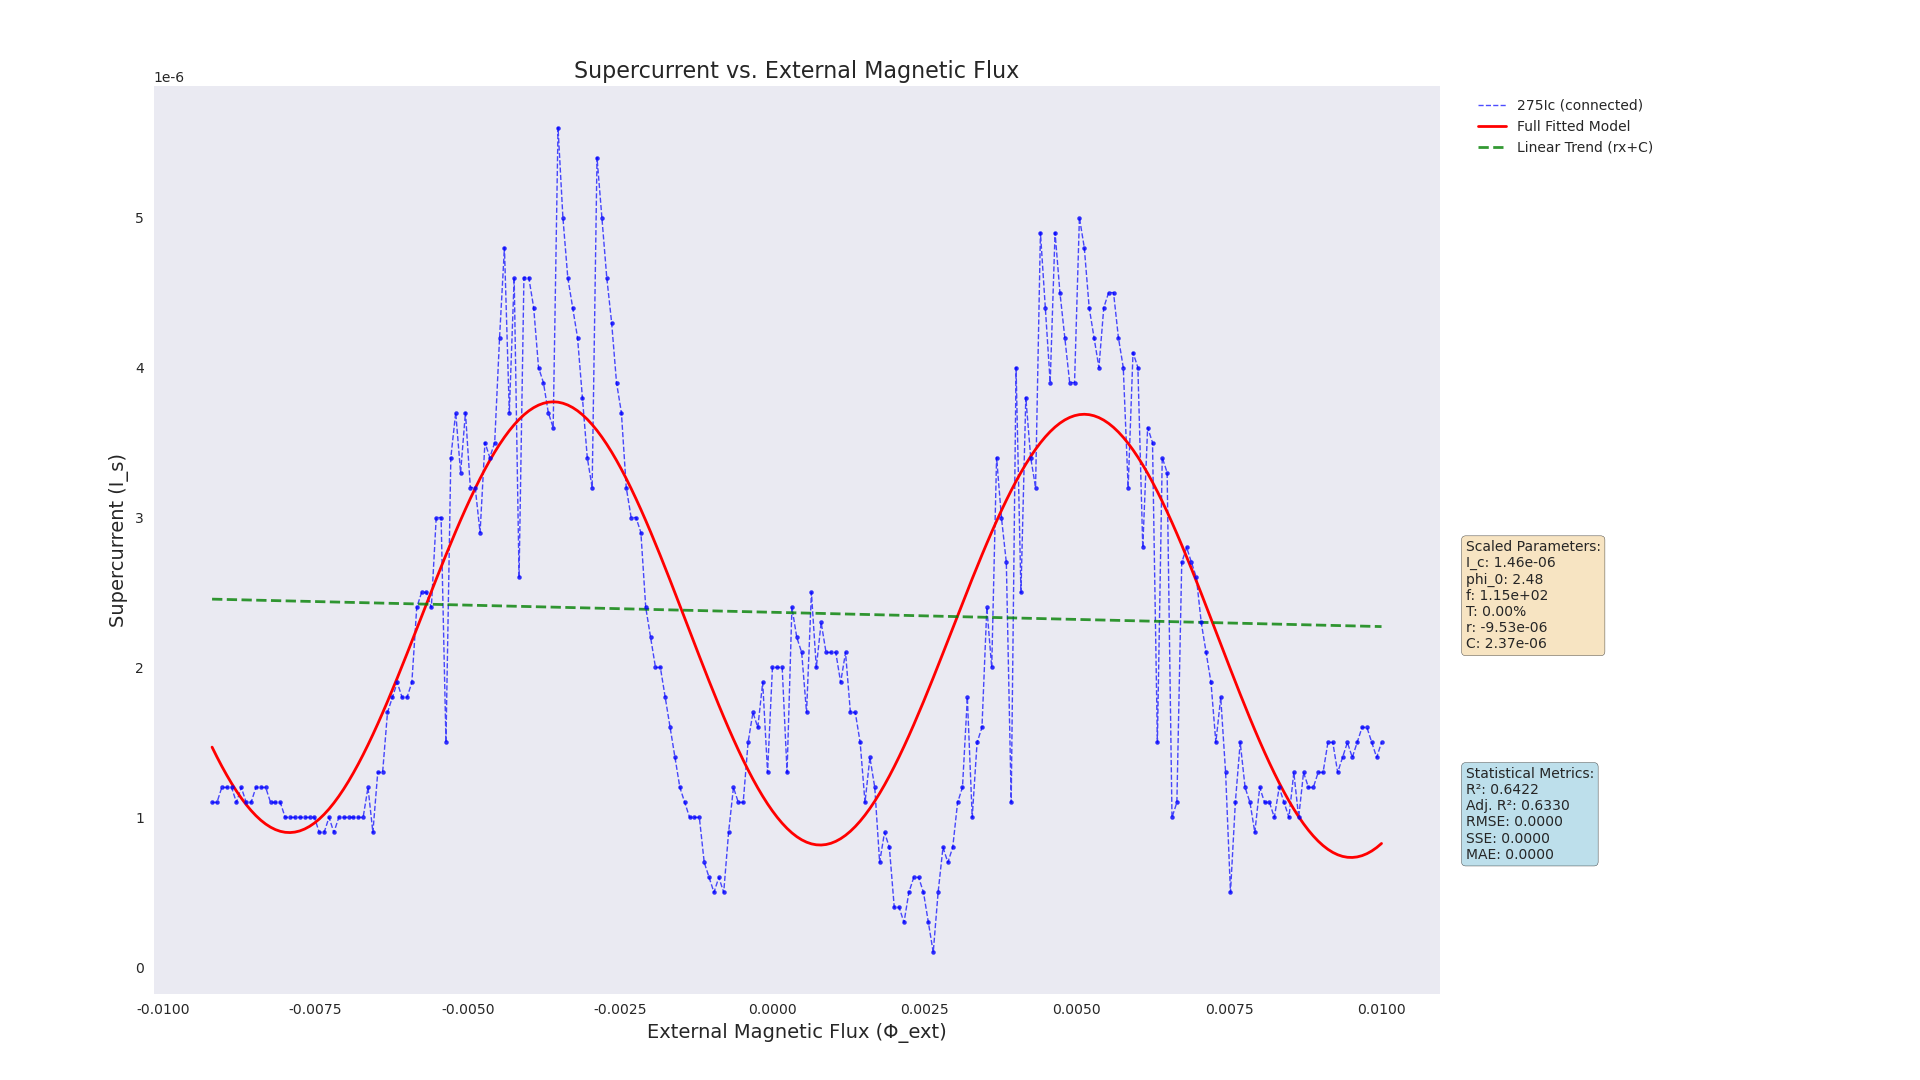 Supercurrent vs. External Magnetic Flux
1e-6
5
4
3
2
1
0
Supercurrent (I_s)
-0.0100
-0.0075
-0.0050
-0.0025
0.0000
0.0025
0.0050
0.0075
0.0100
External Magnetic Flux (Φ_ext)
275Ic (connected)
Full Fitted Model
Linear Trend (rx+C)
Scaled Parameters:
I_c: 1.46e-06
phi_0: 2.48
f: 1.15e+02
T: 0.00%
r: -9.53e-06
C: 2.37e-06
Statistical Metrics:
R²: 0.6422
Adj. R²: 0.6330
RMSE: 0.0000
SSE: 0.0000
MAE: 0.0000